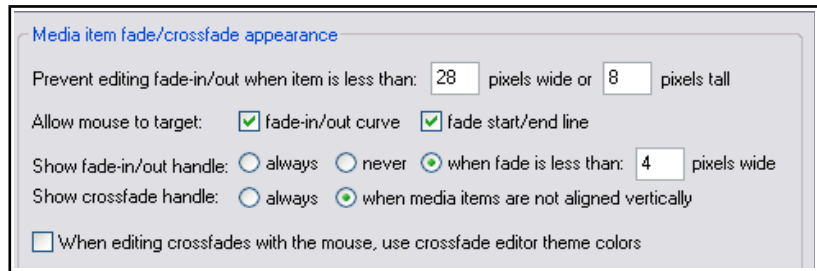 Media item fade/crossfade appearance
Prevent editing fade-in/out when item is less than: 28 pixels wide or 8 pixels tall
Allow mouse to target: fade-in/out curve fade start/end line
Show fade-in/out handle: always never when fade is less than: 4 pixels wide
Show crossfade handle: always when media items are not aligned vertically
When editing crossfades with the mouse, use crossfade editor theme colors